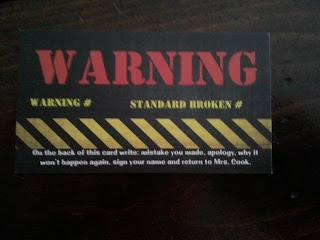 WARNING
WARNING # STANDARD BROKEN #
On the back of this card write: mistake you made, apology, why it
won't happen again, sign your name and return to Mrs. Cook.